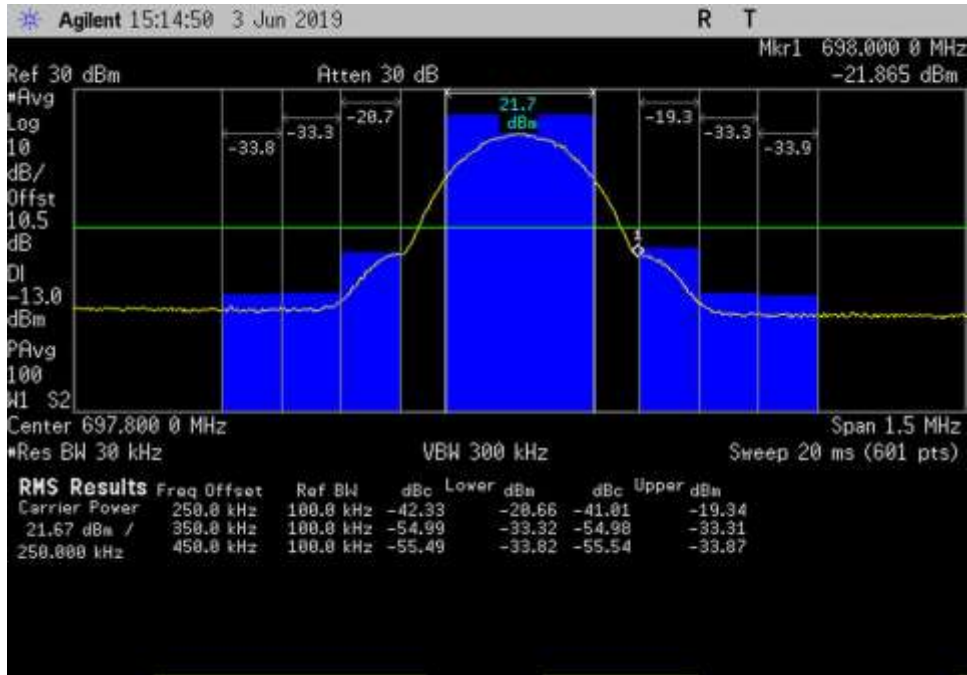 Agilent 15:14:50 3 Jun 2019 R T
Mkr1 698.000 0 MHz
Ref 30 dBm Atten 30 dB -21.865 dBm
#Avg
Log
10
dB/
Offst
10.5
dB
DI
-13.0
dBm
PAvg
100
W1 S2
-33.8
-33.3
-20.7
21.7
dBm
-19.3
-33.3
-33.9
1
Center 697.800 0 MHz Span 1.5 MHz
#Res BW 30 kHz VBW 300 kHz Sweep 20 ms (601 pts)
RMS Results Freq Offset Ref BW dBc Lower dBm dBc Upper dBm
Carrier Power 250.0 kHz 100.0 kHz -42.33 -20.66 -41.01 -19.34
21.67 dBm / 350.0 kHz 100.0 kHz -54.99 -33.32 -54.98 -33.31
250.000 kHz 450.0 kHz 100.0 kHz -55.49 -33.82 -55.54 -33.87